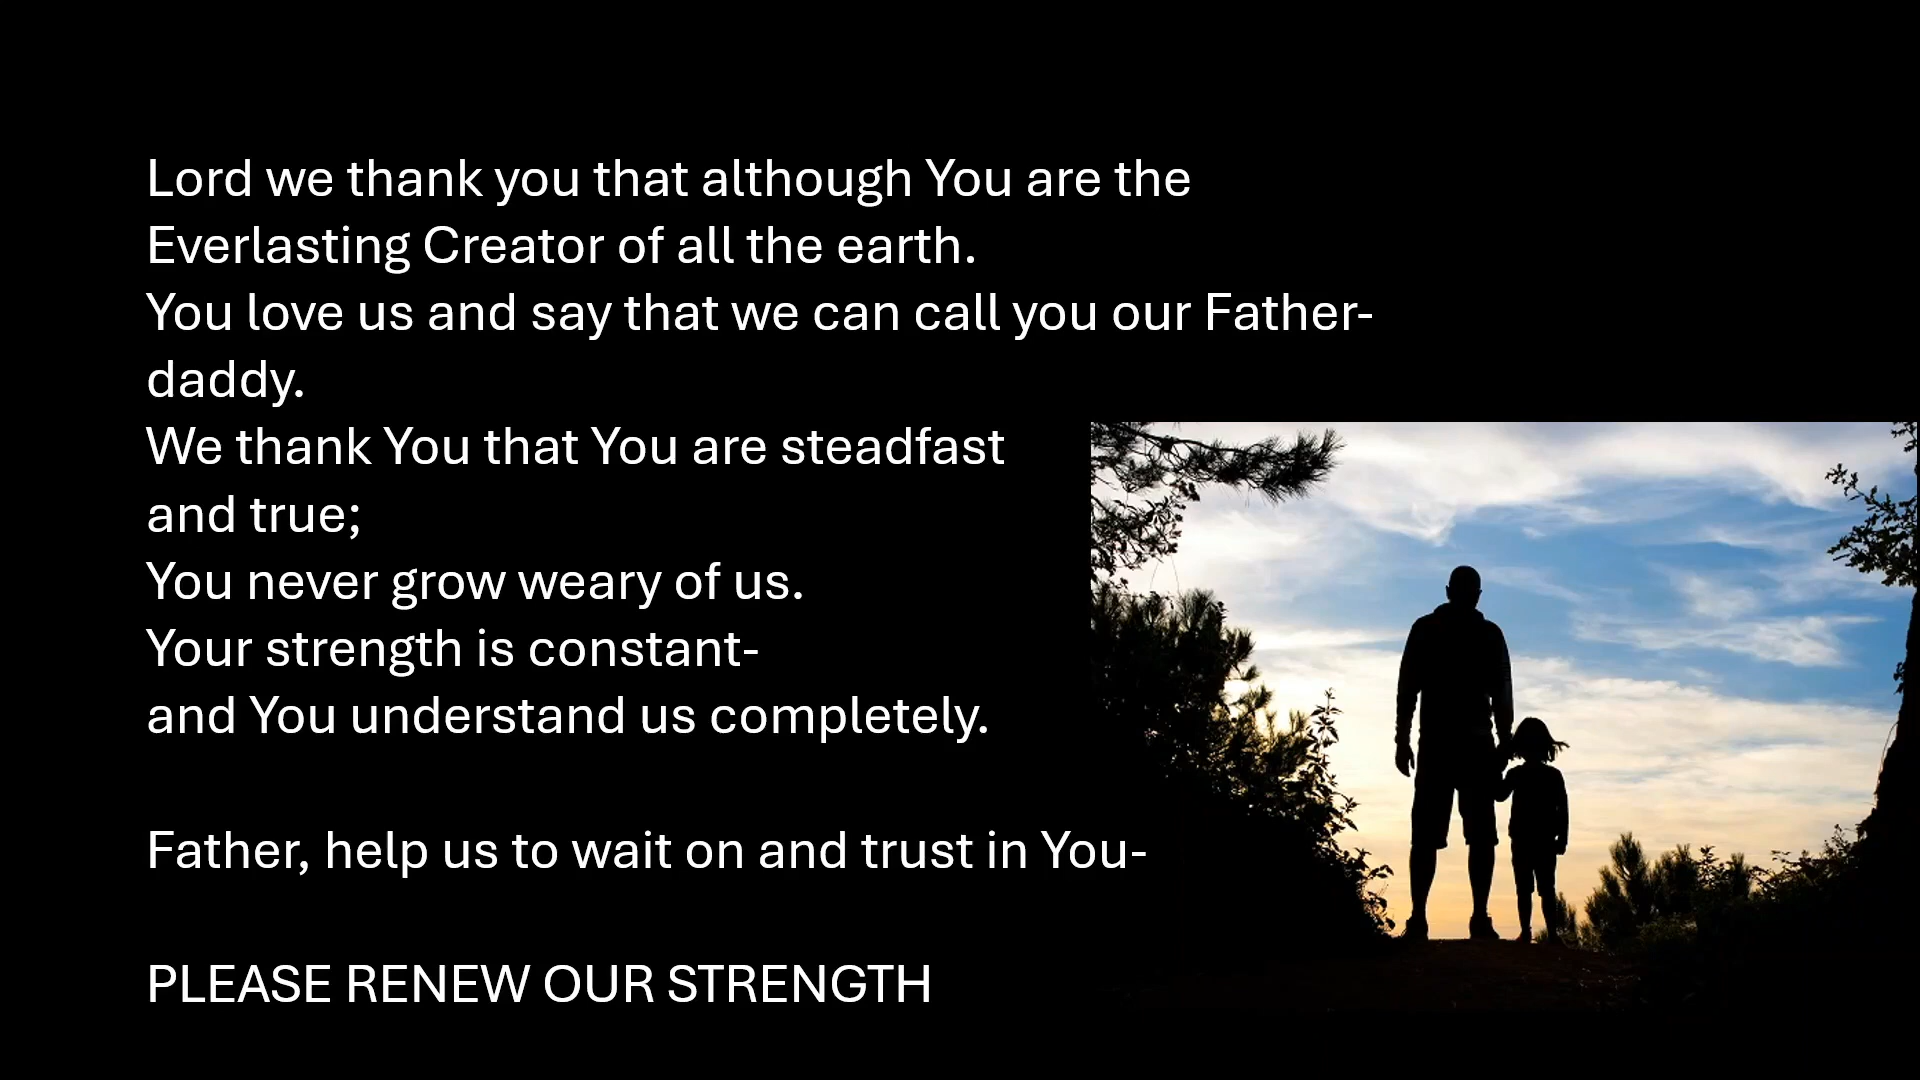 Lord we thank you that although You are the
Everlasting Creator of all the earth.
You love us and say that we can call you our Father-
daddy.
We thank You that You are steadfast
and true;
You never grow weary of us.
Your strength is constant-
and You understand us completely.
Father, help us to wait on and trust in You-
PLEASE RENEW OUR STRENGTH